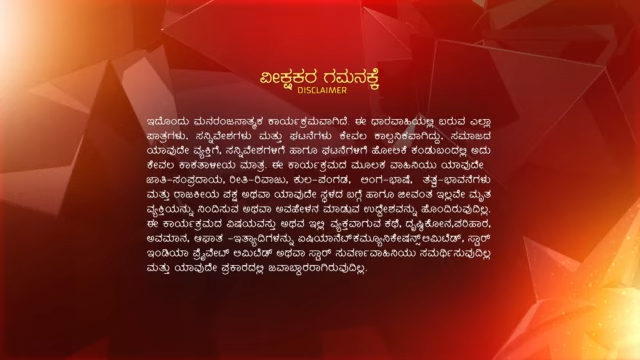 ವೀಕ್ಷಕರ ಗಮನಕ್ಕೆ
DISCLAIMER
ಇದೊಂದು ಮನರಂಜನಾತ್ಮಕ ಕಾರ್ಯಕ್ರಮವಾಗಿದೆ. ಈ ಧಾರವಾಹಿಯಲ್ಲಿ ಬರುವ ಎಲ್ಲಾ
ಪಾತ್ರಗಳು, ಸನ್ನಿವೇಶಗಳು ಮತ್ತು ಘಟನೆಗಳು ಕೇವಲ ಕಾಲ್ಪನಿಕವಾಗಿದ್ದು, ಸಮಾಜದ
ಯಾವುದೇ ವ್ಯಕ್ತಿಗೆ, ಸನ್ನಿವೇಶಗಳಿಗೆ ಹಾಗೂ ಘಟನೆಗಳಿಗೆ ಹೋಲಿಕೆ ಕಂಡುಬಂದಲ್ಲಿ ಅದು
ಕೇವಲ ಕಾಕತಾಳೀಯ ಮಾತ್ರ. ಈ ಕಾರ್ಯಕ್ರಮದ ಮೂಲಕ ವಾಹಿನಿಯು ಯಾವುದೇ
ಜಾತಿ-ಸಂಪ್ರದಾಯ, ರೀತಿ-ರಿವಾಜು, ಕುಲ-ಪಂಗಡ, ಲಿಂಗ-ಭಾಷೆ, ತತ್ವ-ಭಾವನೆಗಳು
ಮತ್ತು ರಾಜಕೀಯ ಪಕ್ಷ ಅಥವಾ ಯಾವುದೇ ಸ್ಥಳದ ಬಗ್ಗೆ ಹಾಗೂ ಜೀವಂತ ಇಲ್ಲವೇ ಮೃತ
ವ್ಯಕ್ತಿಯನ್ನು ನಿಂದಿಸುವ ಅಥವಾ ಅವಹೇಳನ ಮಾಡುವ ಉದ್ದೇಶವನ್ನು ಹೊಂದಿರುವುದಿಲ್ಲ.
ಈ ಕಾರ್ಯಕ್ರಮದ ವಿಷಯವಸ್ತು ಅಥವ ಇಲ್ಲಿ ವ್ಯಕ್ತವಾಗುವ ಕಥೆ, ದೃಷ್ಟಿಕೋನ,ಪರಿಹಾರ,
ಅವಮಾನ, ಆಘಾತ -ಇತ್ಯಾದಿಗಳನ್ನು ಏಷಿಯಾನೆಟ್‌ಕಮ್ಯೂನಿಕೇಷನ್ಸ್ ಲಿಮಿಟೆಡ್, ಸ್ಟಾರ್
ಇಂಡಿಯಾ ಪ್ರೈವೇಟ್ ಲಿಮಿಟೆಡ್ ಅಥವಾ ಸ್ಟಾರ್ ಸುವರ್ಣವಾಹಿನಿಯು ಸಮರ್ಥಿಸುವುದಿಲ್ಲ
ಮತ್ತು ಯಾವುದೇ ಪ್ರಕಾರದಲ್ಲಿ ಜವಾಬ್ದಾರರಾಗಿರುವುದಿಲ್ಲ.